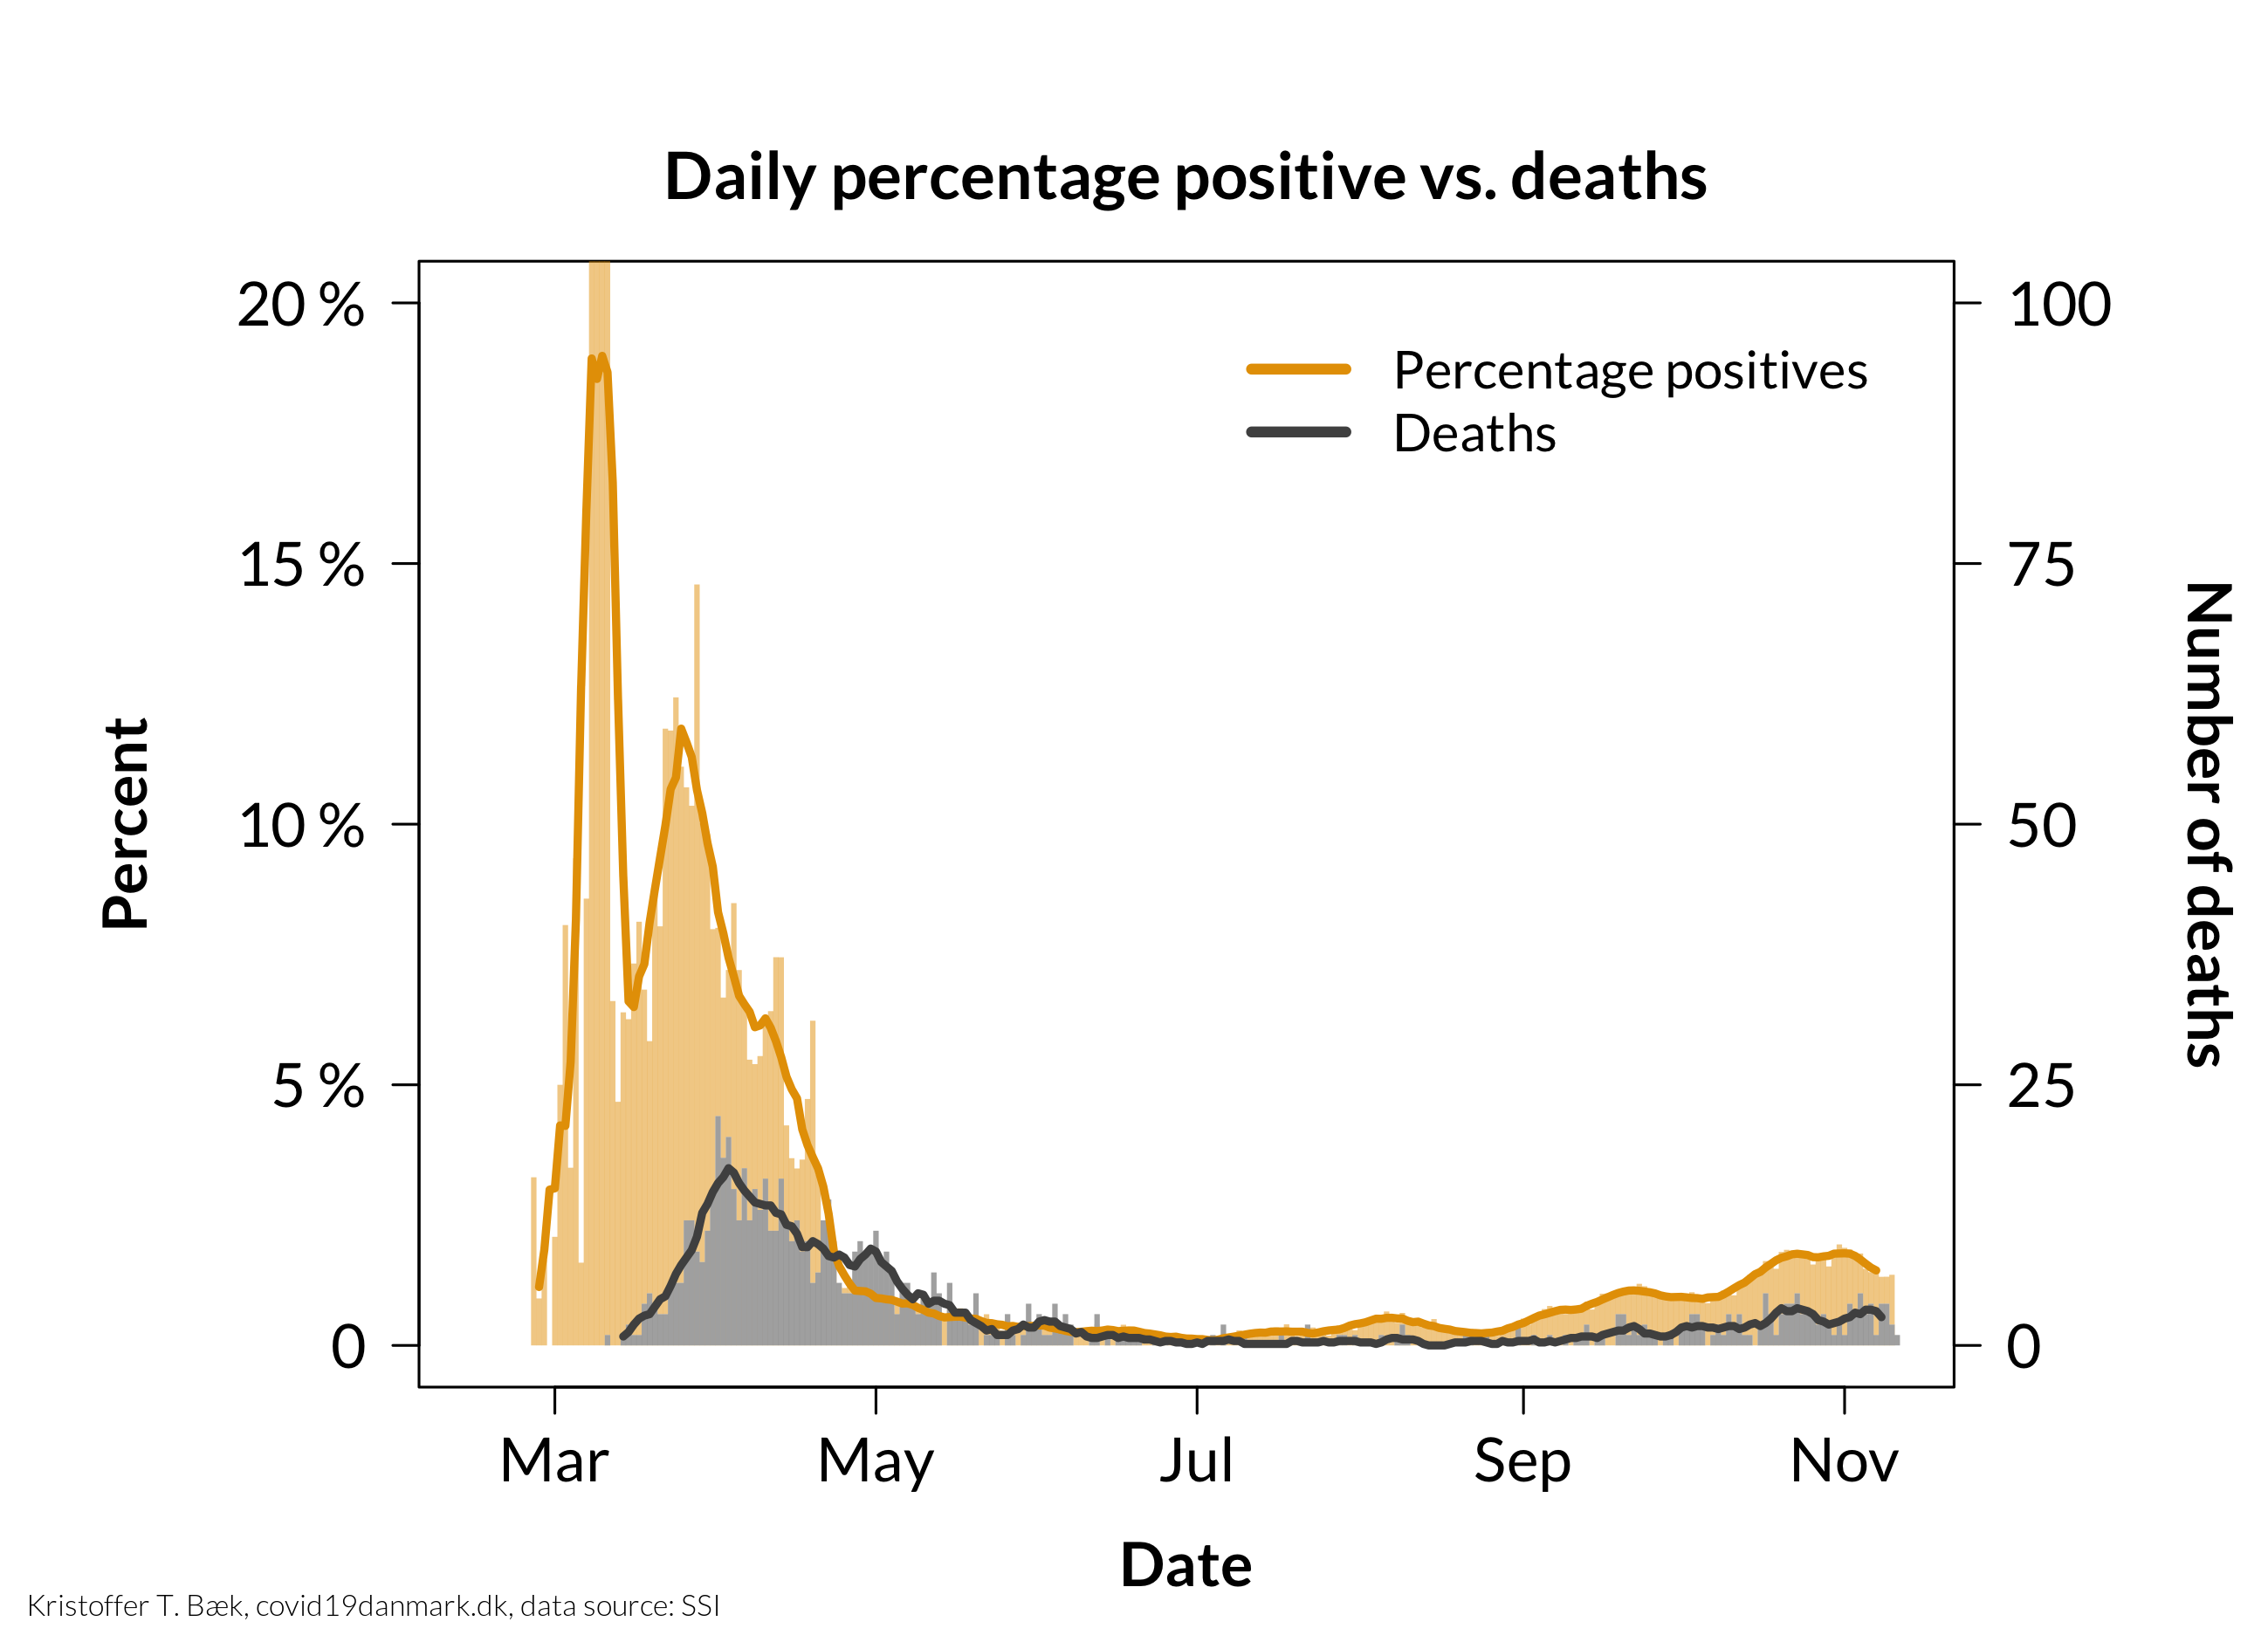 Daily percentage positive vs. deaths
20 %
15 %
10 %
5 %
0
Percent
100
75
50
25
0
Number of deaths
Percentage positives
Deaths
Mar
May
Jul
Sep
Nov
Date
Kristoffer T. Bæk, covid19danmark.dk, data source: SSI